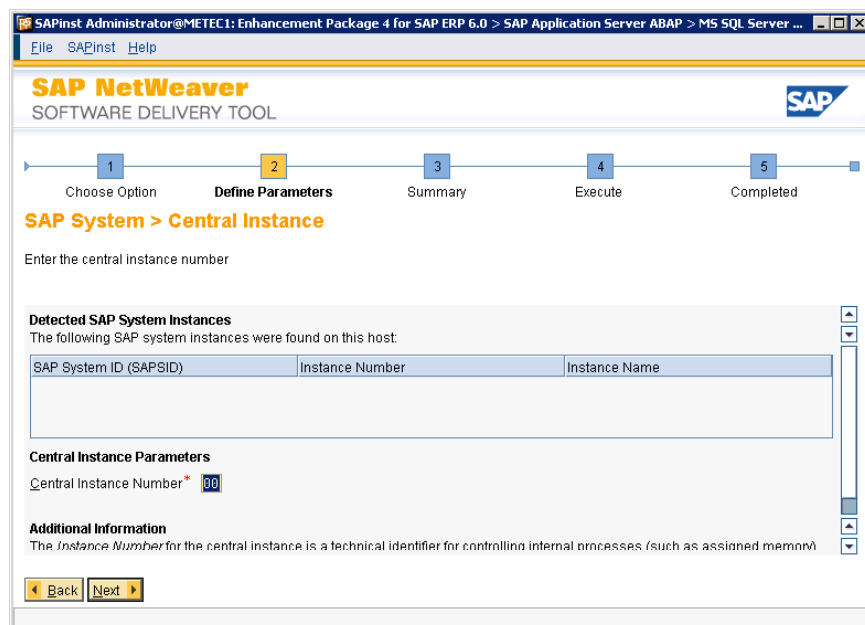 SAPinst Administrator@METEC1: Enhancement Package 4 for SAP ERP 6.0 > SAP Application Server ABAP > MS SQL Server ...
File SAPinst Help
SAP NetWeaver
SOFTWARE DELIVERY TOOL
SAP
1 2 3 4 5
Choose Option Define Parameters Summary Execute Completed
SAP System > Central Instance
Enter the central instance number
Detected SAP System Instances
The following SAP system instances were found on this host:
SAP System ID (SAPSID) Instance Number Instance Name
Central Instance Parameters
Central Instance Number* 00
Additional Information
The Instance Number for the central instance is a technical identifier for controlling internal processes (such as assigned memory)
Back Next